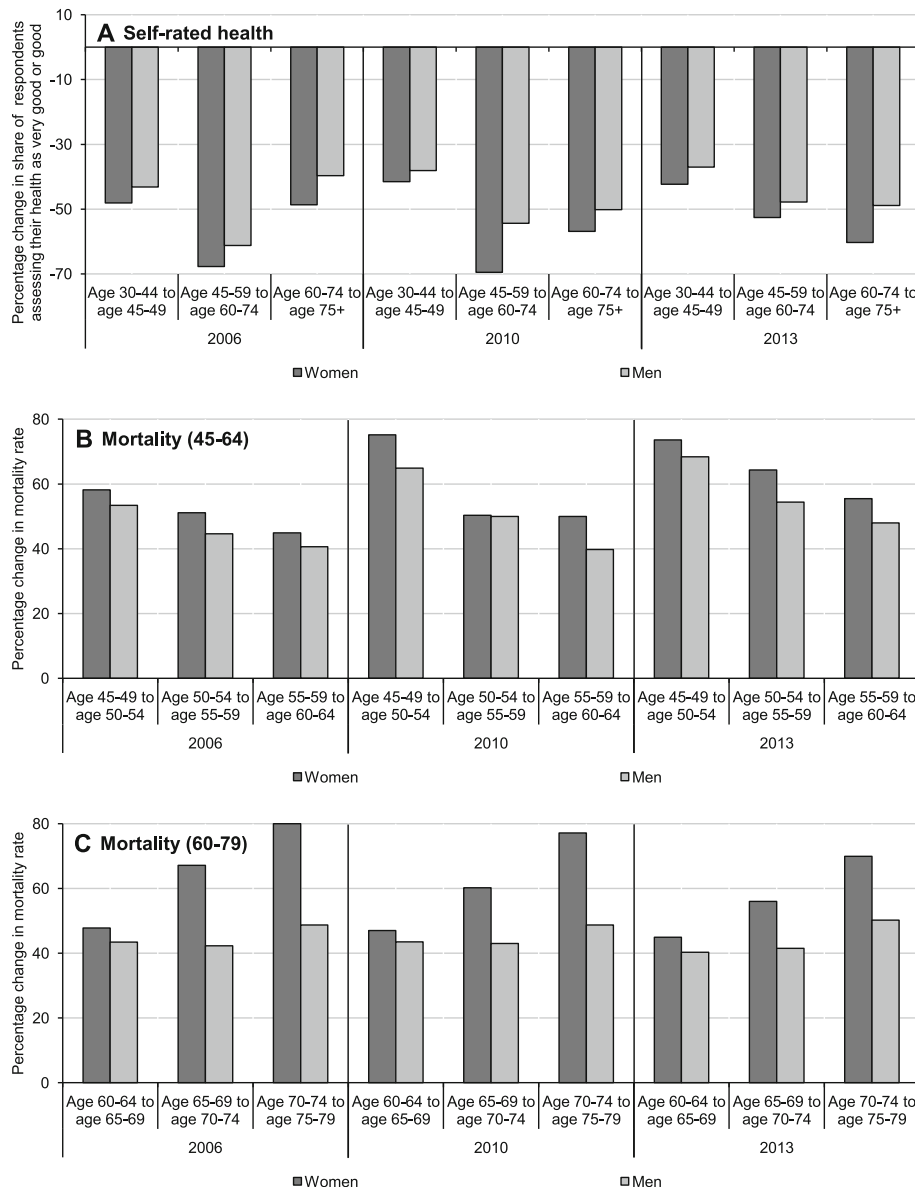 A Self-rated health
Percentage change in share of respondents
assessing their health as very good or good
10
-10
-30
-50
-70
Age 30-44 to
age 45-49
Age 45-59 to
age 60-74
Age 60-74 to
age 75+
Age 30-44 to
age 45-49
Age 45-59 to
age 60-74
Age 60-74 to
age 75+
Age 30-44 to
age 45-49
Age 45-59 to
age 60-74
Age 60-74 to
age 75+
2006 2010 2013
Women Men
B Mortality (45-64)
Percentage change in mortality rate
80
60
40
20
0
Age 45-49 to
age 50-54
Age 50-54 to
age 55-59
Age 55-59 to
age 60-64
Age 45-49 to
age 50-54
Age 50-54 to
age 55-59
Age 55-59 to
age 60-64
Age 45-49 to
age 50-54
Age 50-54 to
age 55-59
Age 55-59 to
age 60-64
2006 2010 2013
Women Men
C Mortality (60-79)
Percentage change in mortality rate
80
60
40
20
0
Age 60-64 to
age 65-69
Age 65-69 to
age 70-74
Age 70-74 to
age 75-79
Age 60-64 to
age 65-69
Age 65-69 to
age 70-74
Age 70-74 to
age 75-79
Age 60-64 to
age 65-69
Age 65-69 to
age 70-74
Age 70-74 to
age 75-79
2006 2010 2013
Women Men